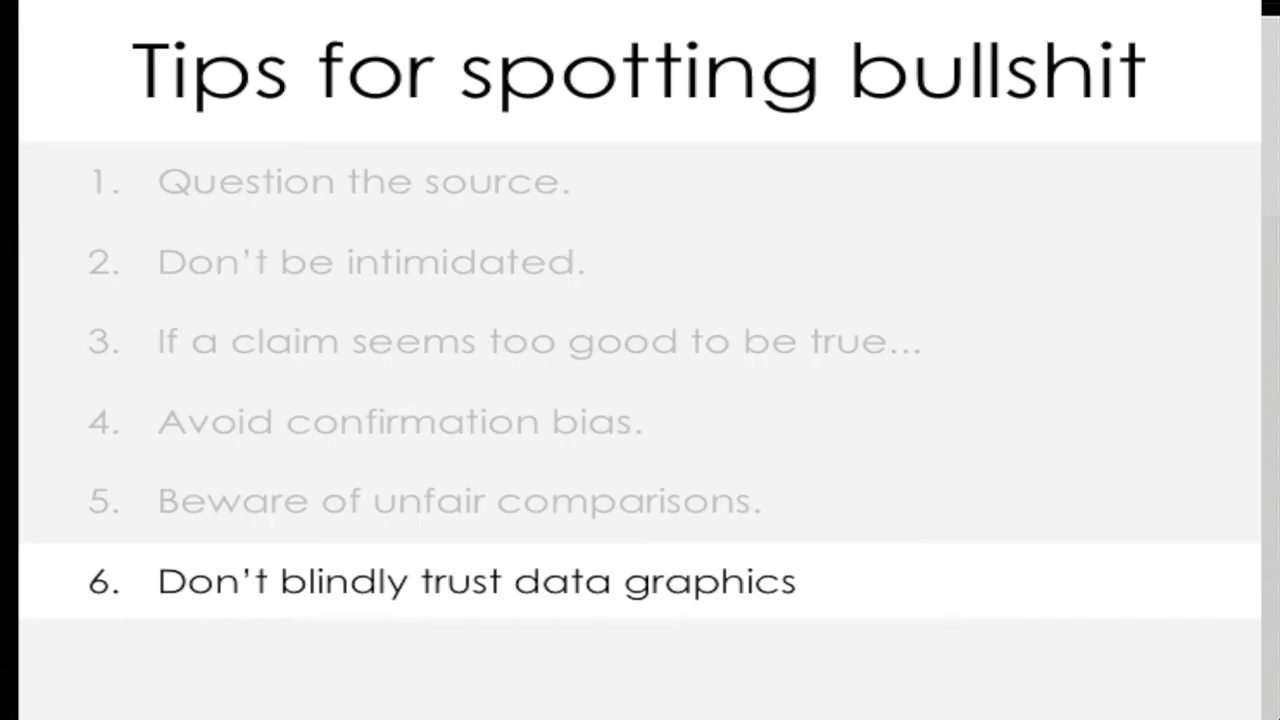 Tips for spotting bullshit
1. Question the source.
2. Don't be intimidated.
3. If a claim seems too good to be true...
4. Avoid confirmation bias.
5. Beware of unfair comparisons.
6. Don't blindly trust data graphics